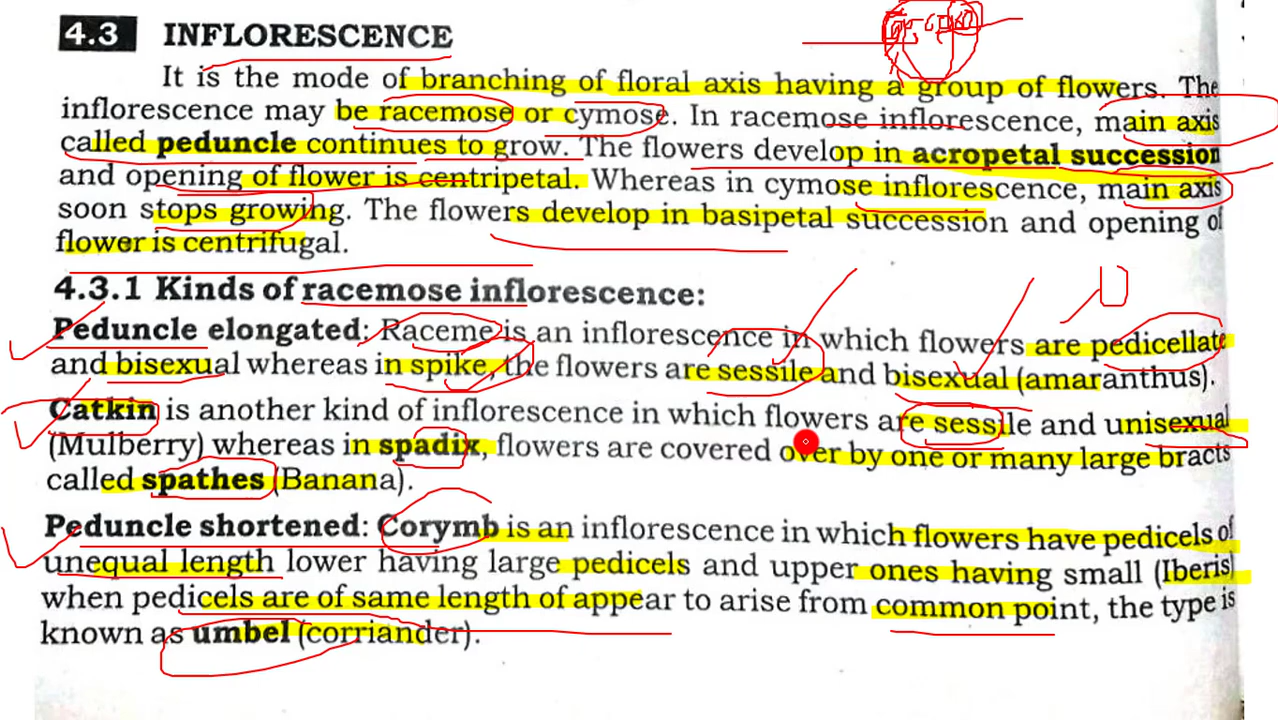 4.3 INFLORESCENCE
It is the mode of branching of floral axis having a group of flowers. The
inflorescence may be racemose or cymose. In racemose inflorescence, main axis
called peduncle continues to grow. The flowers develop in acropetal succession
and opening of flower is centripetal. Whereas in cymose inflorescence, main axis
soon stops growing. The flowers develop in basipetal succession and opening of
flower is centrifugal.
4.3.1 Kinds of racemose inflorescence:
Peduncle elongated: Raceme is an inflorescence in which flowers are pedicellate
and bisexual whereas in spike, the flowers are sessile and bisexual (amaranthus).
Catkin is another kind of inflorescence in which flowers are sessile and unisexual
(Mulberry) whereas in spadix, flowers are covered over by one or many large bracts
called spathes (Banana).
Peduncle shortened: Corymb is an inflorescence in which flowers have pedicels of
unequal length lower having large pedicels and upper ones having small (Iberis)
when pedicels are of same length of appear to arise from common point, the type is
known as umbel (corriander).